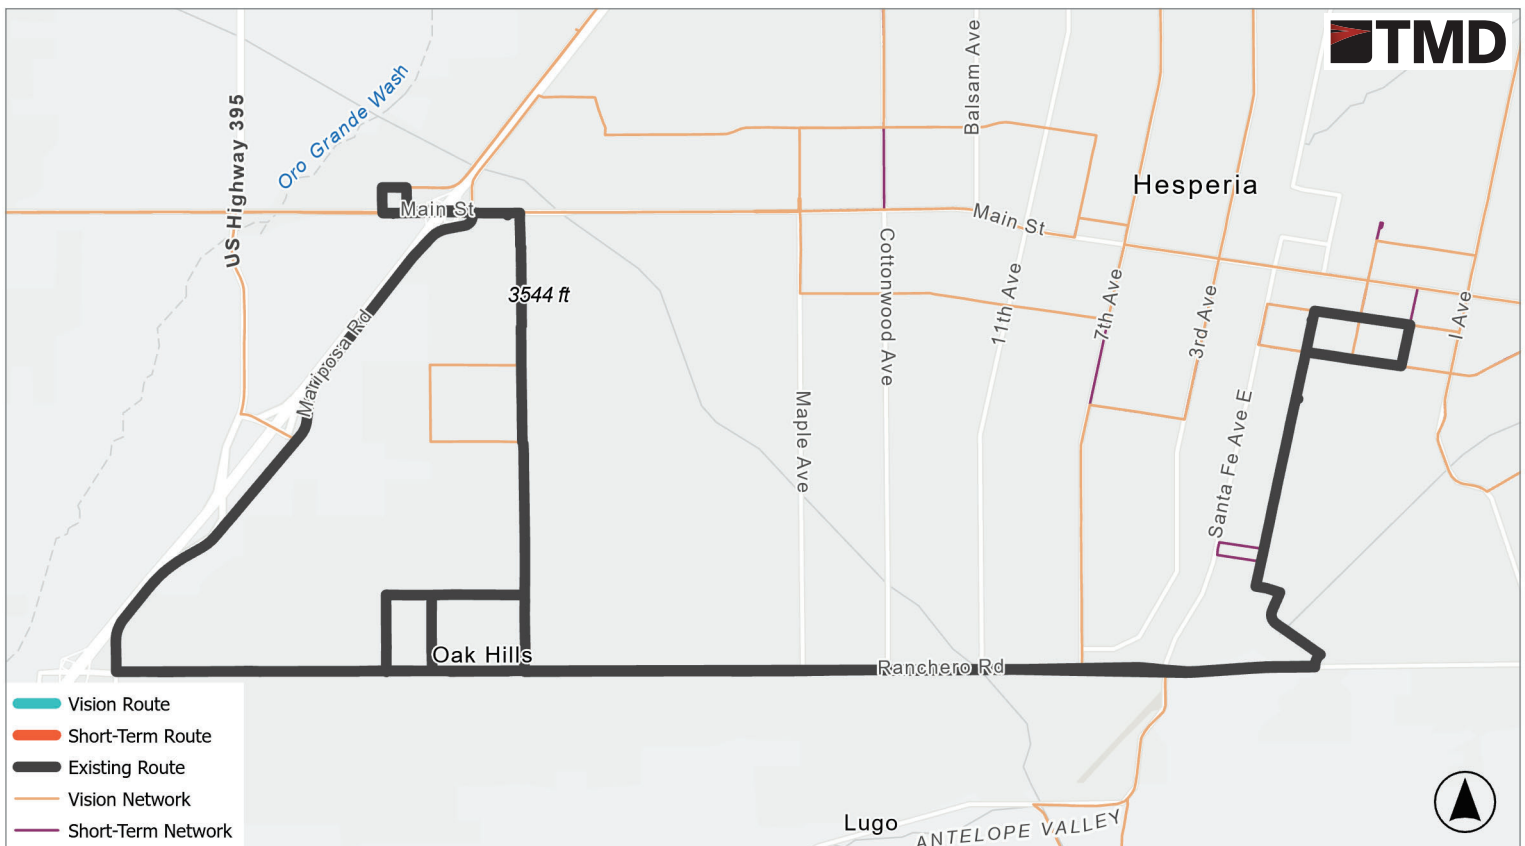 TMD
Balsam Ave
Oro Grande Wash
US Highway 395
Hesperia
Main St
Main St
Cottonwood Ave
11th Ave
7th Ave
3rd Ave
I Ave
3544 ft
Mariposa Rd
Maple Ave
Santa Fe Ave E
Oak Hills
Ranchero Rd
Vision Route
Short-Term Route
Existing Route
Vision Network
Short-Term Network
Lugo
ANTELOPE VALLEY